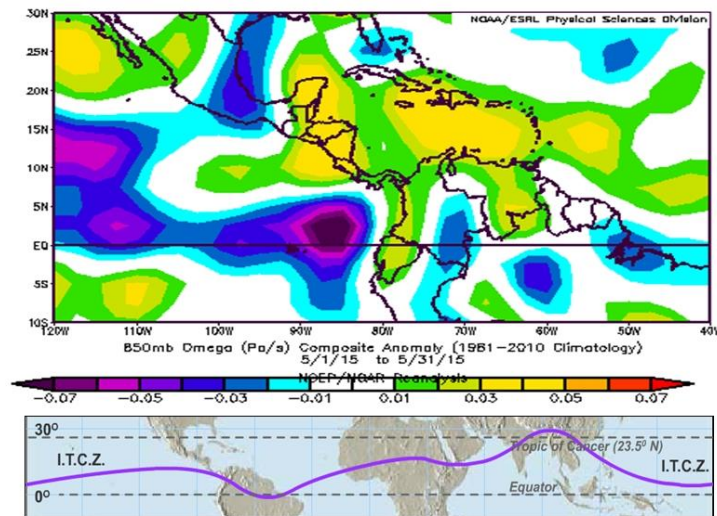 NOAA/ESRL Physical Sciences Division
30N
25N
20N
15N
10N
5N
EQ
5S
10S
120W 110W 100W 90W 80W 70W 60W 50W 40W
850mb Omega (Pa/s) Composite Anomaly (1981-2010 Climatology)
5/1/15 to 5/31/15
NCEP/NCAR Reanalysis
-0.07 -0.05 -0.03 -0.01 0.01 0.03 0.05 0.07
30°
Tropic of Cancer (23.5° N)
I.T.C.Z.
I.T.C.Z.
Equator
0°